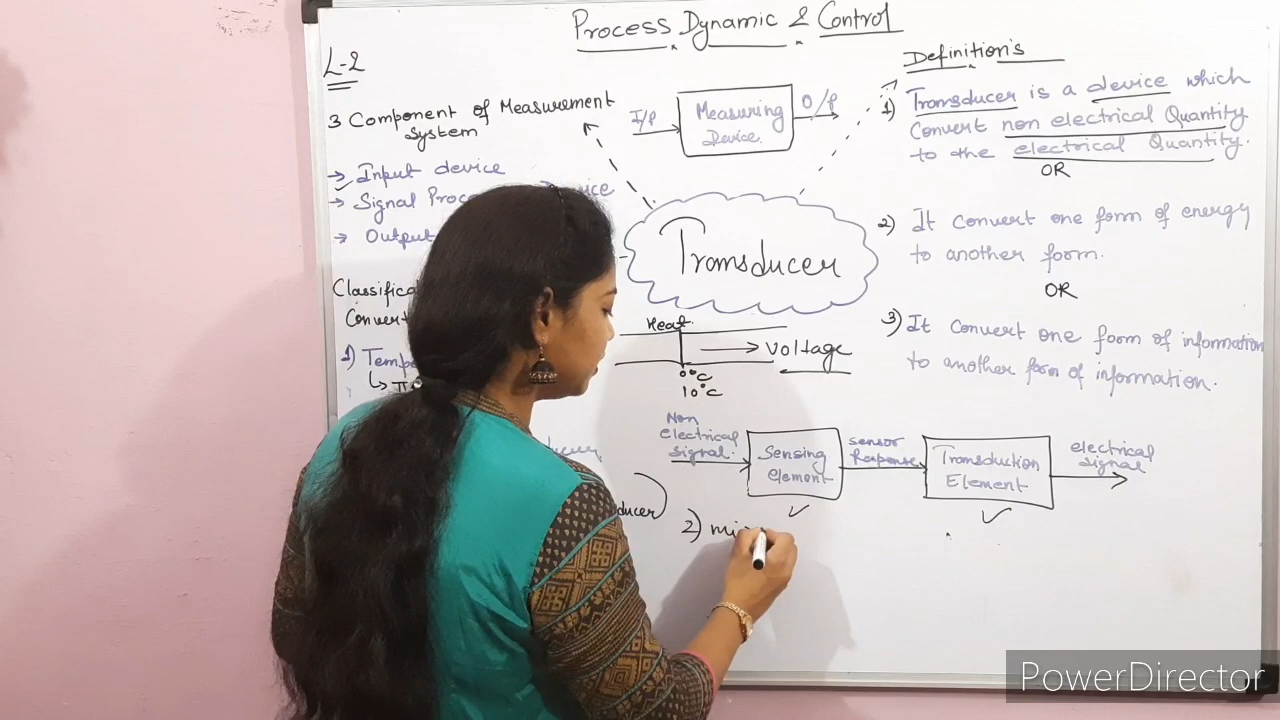 Process Dynamic & Control
L-2
3 Component of Measurement
System
→ Input device
→ Signal
→ Output
Classifica
Convert
1) Tempe
I/P
Measuring
Device
O/P
Transducer
Heat
0°C
10°C
Voltage
Definition's
1) Transducer is a device which
Convert non electrical Quantity
to the electrical Quantity.
OR
2) It Convert one form of energy
to another form.
OR
3) It Convert one form of information
to another form of information.
Non
electrical
signal
Sensing
element
sensor
Response
Transduction
Element
electrical
signal
ducer)
2) mi
PowerDirector